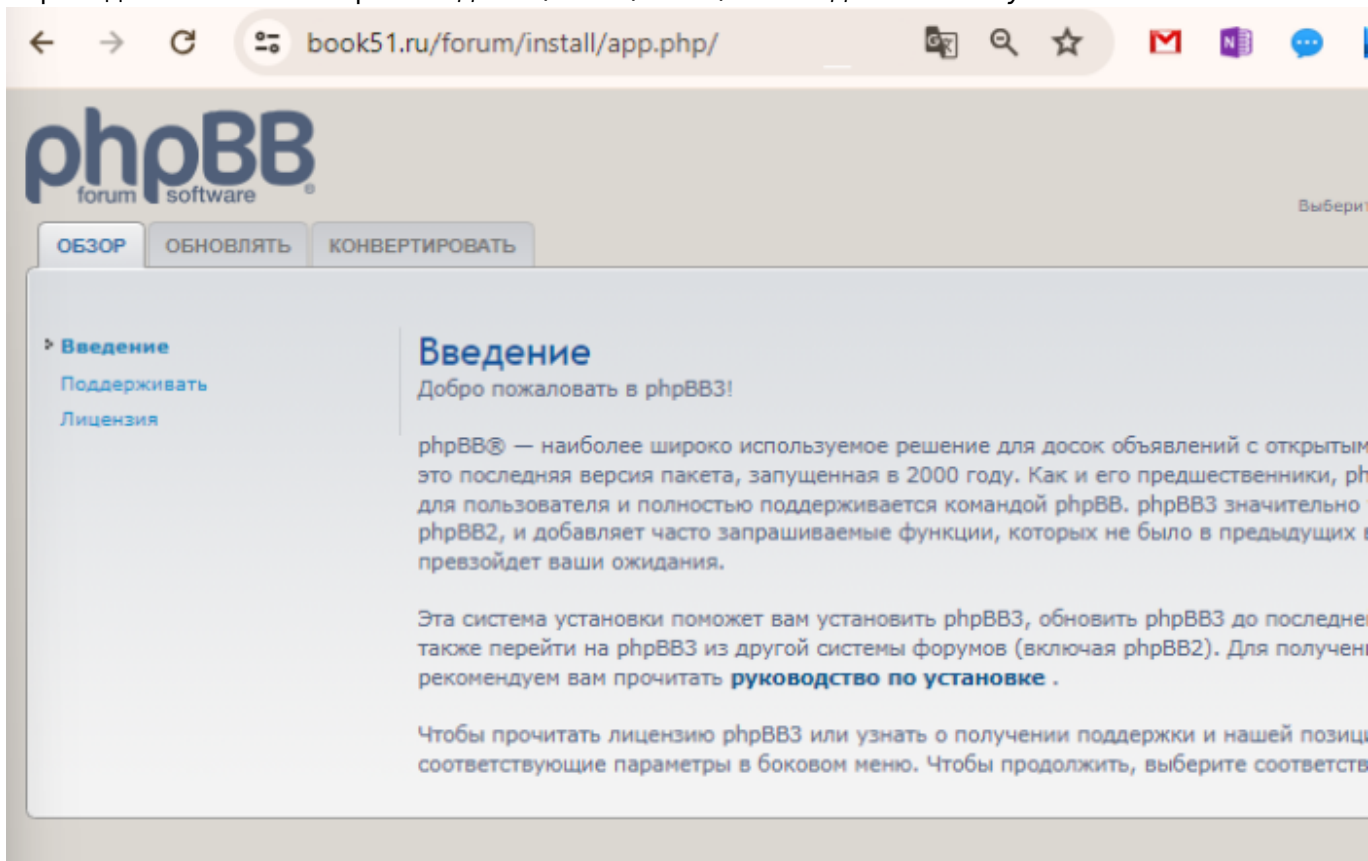 book51.ru/forum/install/app.php/
phpBB
forum software ®
Выберит
ОБЗОР ОБНОВЛЯТЬ КОНВЕРТИРОВАТЬ
Введение
Поддерживать
Лицензия
Введение
Добро пожаловать в phpBB3!
phpBB® — наиболее широко используемое решение для досок объявлений с открытым
это последняя версия пакета, запущенная в 2000 году. Как и его предшественники, ph
для пользователя и полностью поддерживается командой phpBB. phpBB3 значительно
phpBB2, и добавляет часто запрашиваемые функции, которых не было в предыдущих в
превзойдет ваши ожидания.
Эта система установки поможет вам установить phpBB3, обновить phpBB3 до последней
также перейти на phpBB3 из другой системы форумов (включая phpBB2). Для получени
рекомендуем вам прочитать руководство по установке .
Чтобы прочитать лицензию phpBB3 или узнать о получении поддержки и нашей позици
соответствующие параметры в боковом меню. Чтобы продолжить, выберите соответств